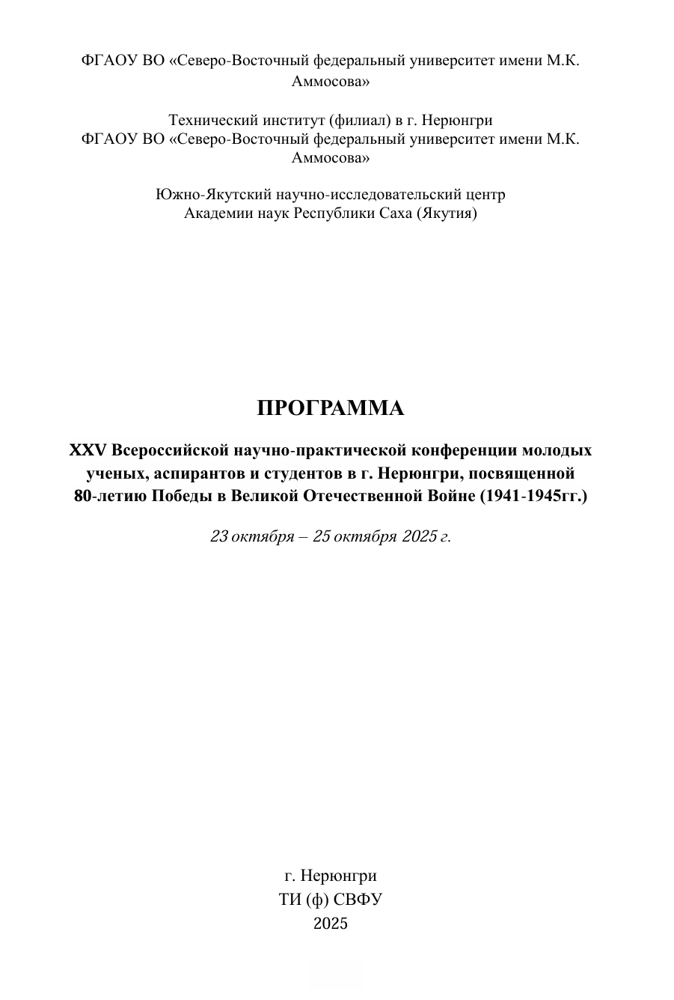 ФГАОУ ВО «Северо-Восточный федеральный университет имени М.К.
Аммосова»
Технический институт (филиал) в г. Нерюнгри
ФГАОУ ВО «Северо-Восточный федеральный университет имени М.К.
Аммосова»
Южно-Якутский научно-исследовательский центр
Академии наук Республики Саха (Якутия)
ПРОГРАММА
XXV Всероссийской научно-практической конференции молодых
ученых, аспирантов и студентов в г. Нерюнгри, посвященной
80-летию Победы в Великой Отечественной Войне (1941-1945гг.)
23 октября – 25 октября 2025 г.
г. Нерюнгри
ТИ (ф) СВФУ
2025